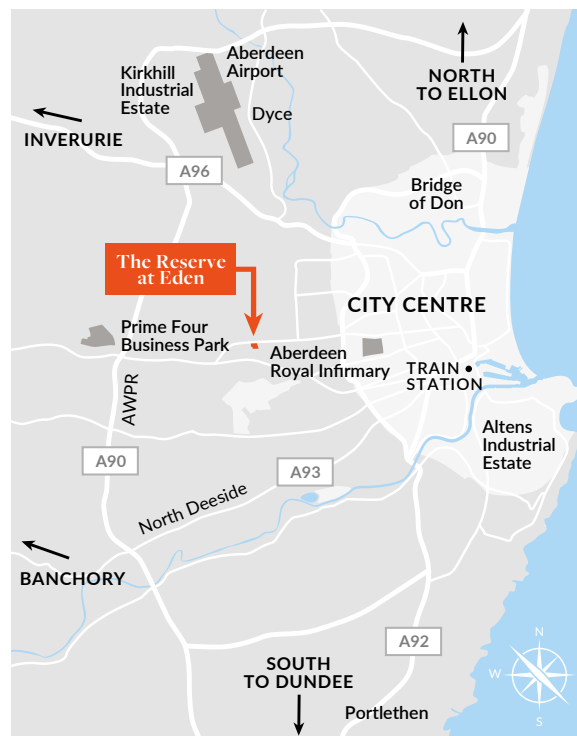 Aberdeen
Airport
Kirkhill
Industrial
Estate
NORTH
TO ELLON
Dyce
INVERURIE
A90
A96
Bridge
of Don
The Reserve
at Eden
CITY CENTRE
Prime Four
Business Park
Aberdeen
Royal Infirmary
TRAIN
STATION
AWPR
Altens
Industrial
Estate
A90
A93
North Deeside
BANCHORY
A92
N
W
E
S
SOUTH
TO DUNDEE
Portlethen